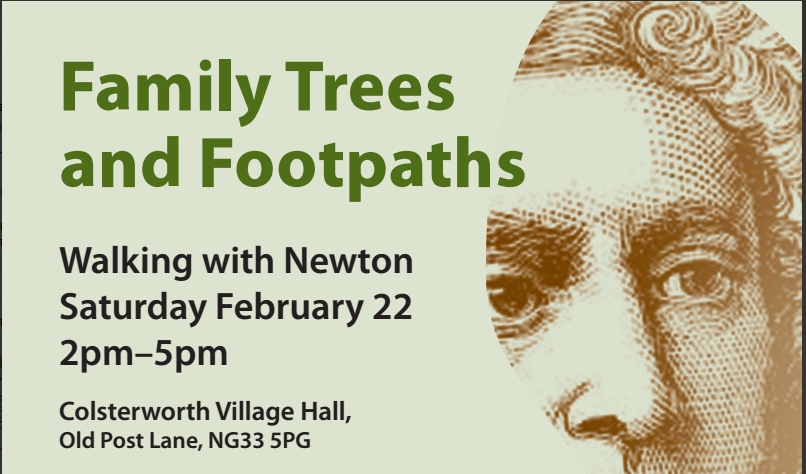 Family Trees
and Footpaths
Walking with Newton
Saturday February 22
2pm–5pm
Colsterworth Village Hall,
Old Post Lane, NG33 5PG